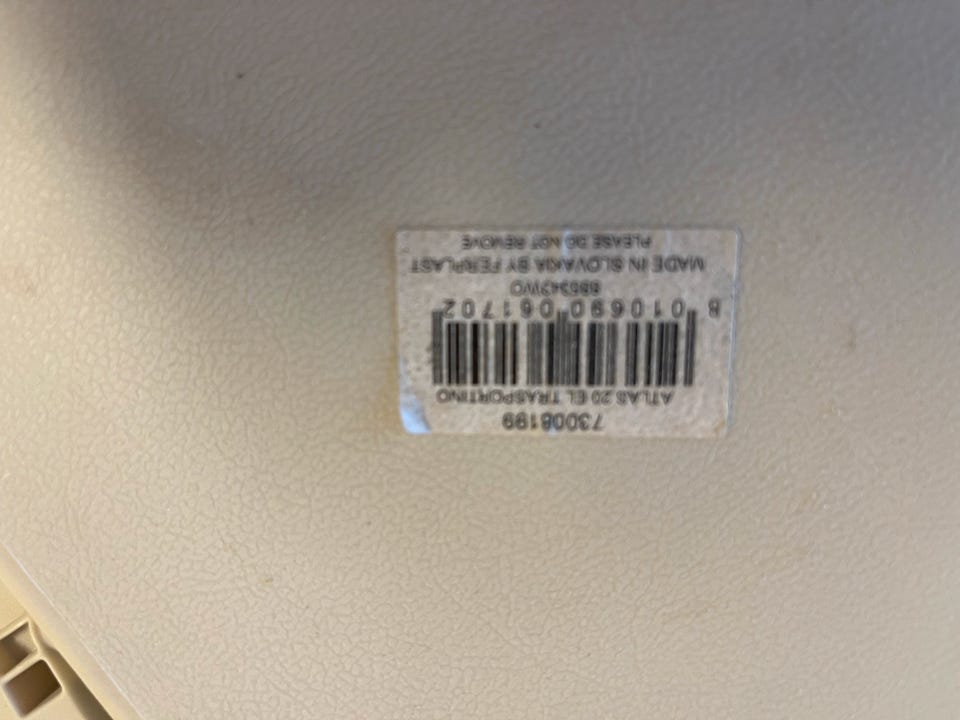 73008199
ATLAS 20 EL TRASPORTINO
8 010690 061702
MADE IN SLOVAKIA BY FERPLAST
PLEASE DO NOT REMOVE